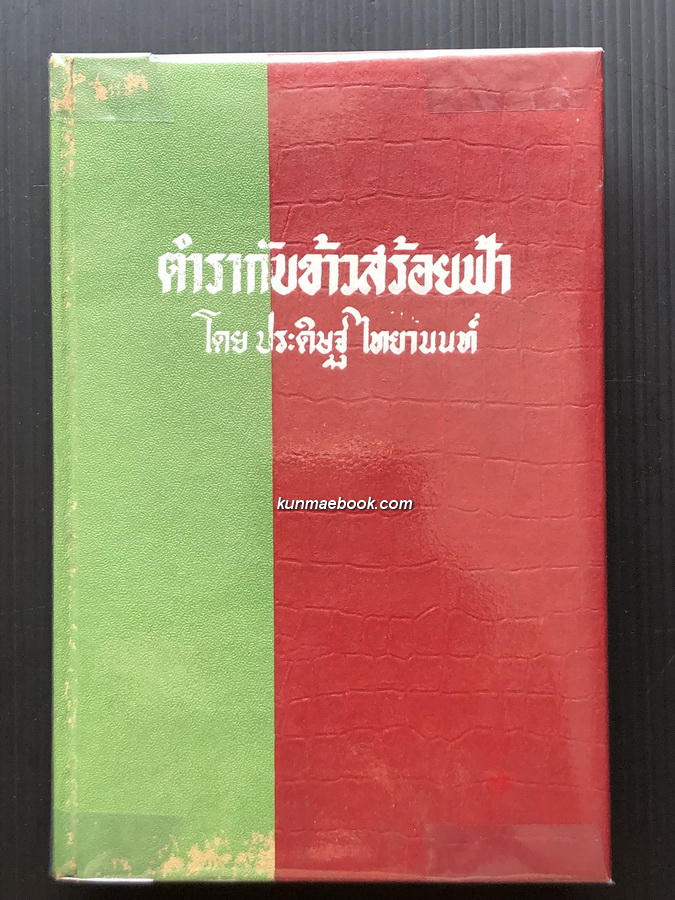 ตำรากับข้าวสร้อยฟ้า
โดย ประดิษฐ์ ไทยานนท์
kunmaebook.com